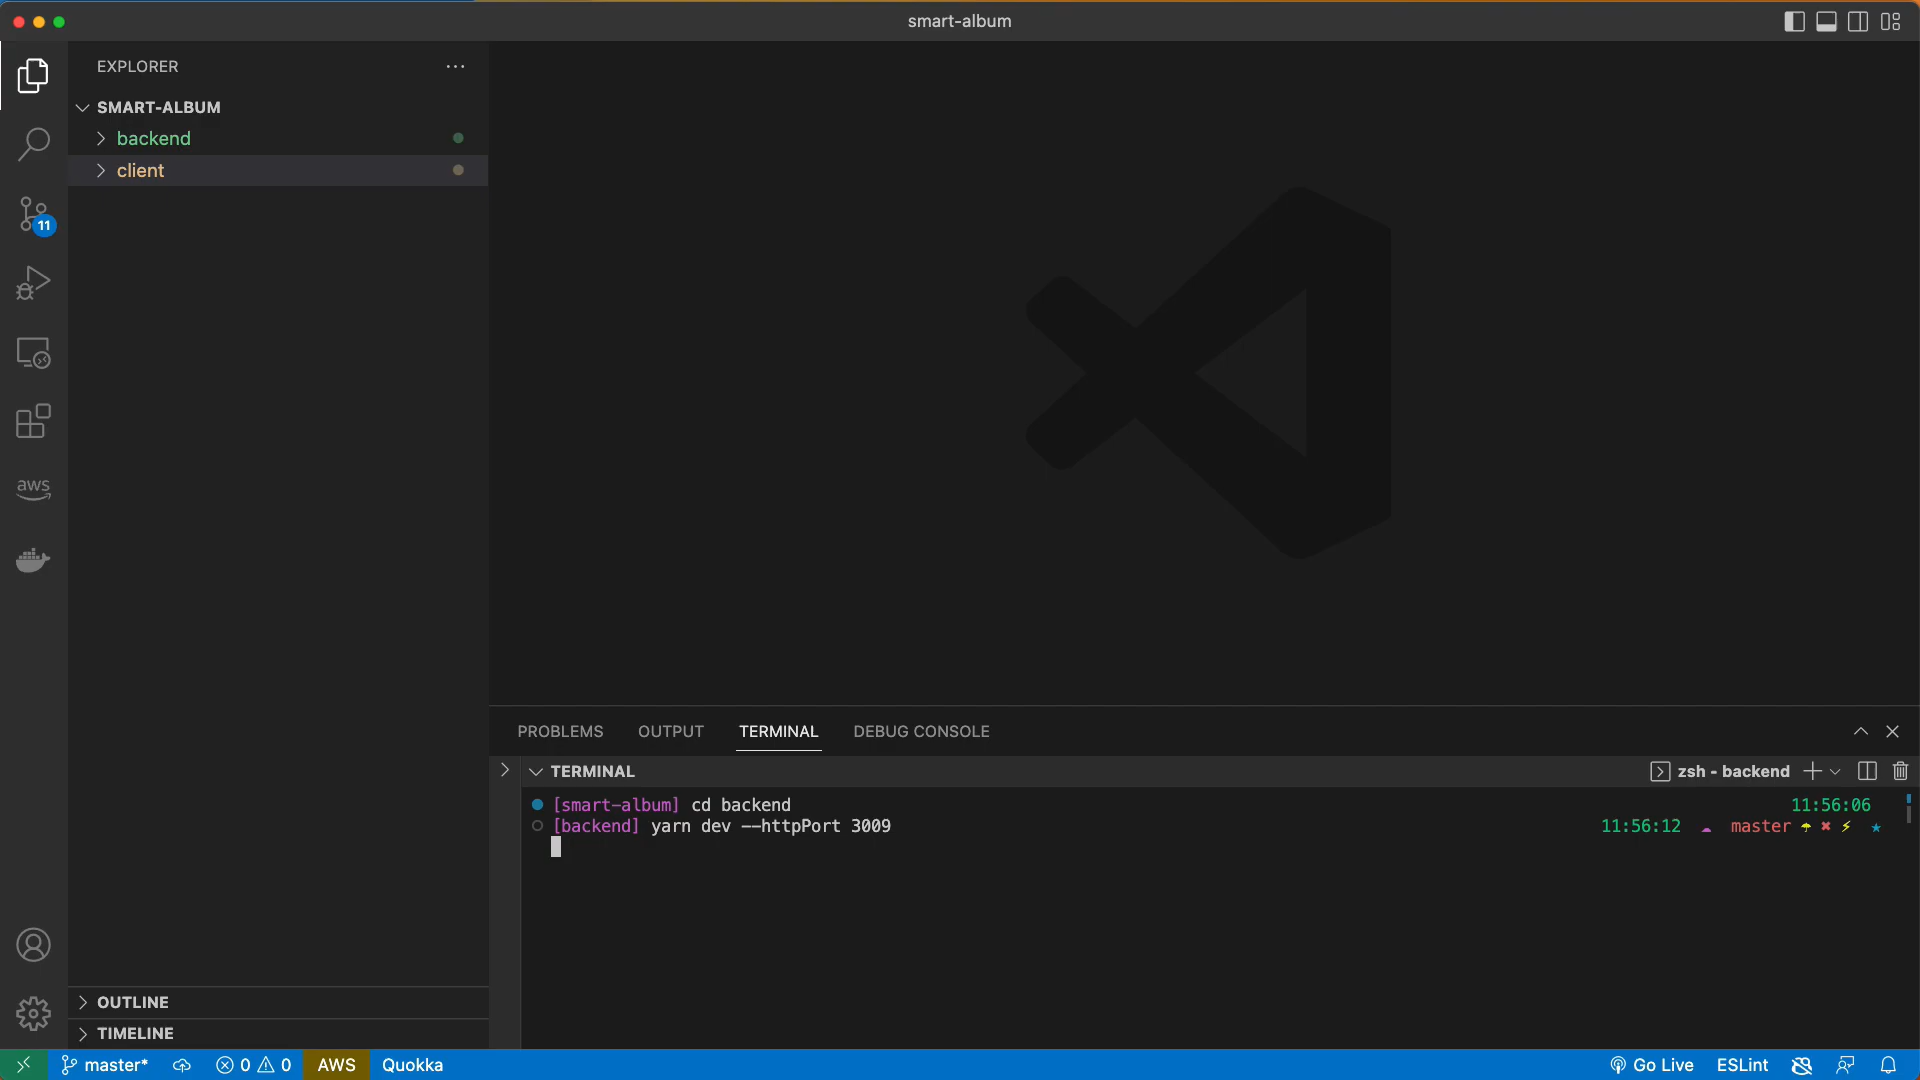 smart-album
EXPLORER
SMART-ALBUM
backend
client
11
aws
OUTLINE
TIMELINE
PROBLEMS OUTPUT TERMINAL DEBUG CONSOLE
TERMINAL
zsh - backend
[smart-album] cd backend 11:56:06
[backend] yarn dev --httpPort 3009 11:56:12 master
master* 0 0 AWS Quokka Go Live ESLint